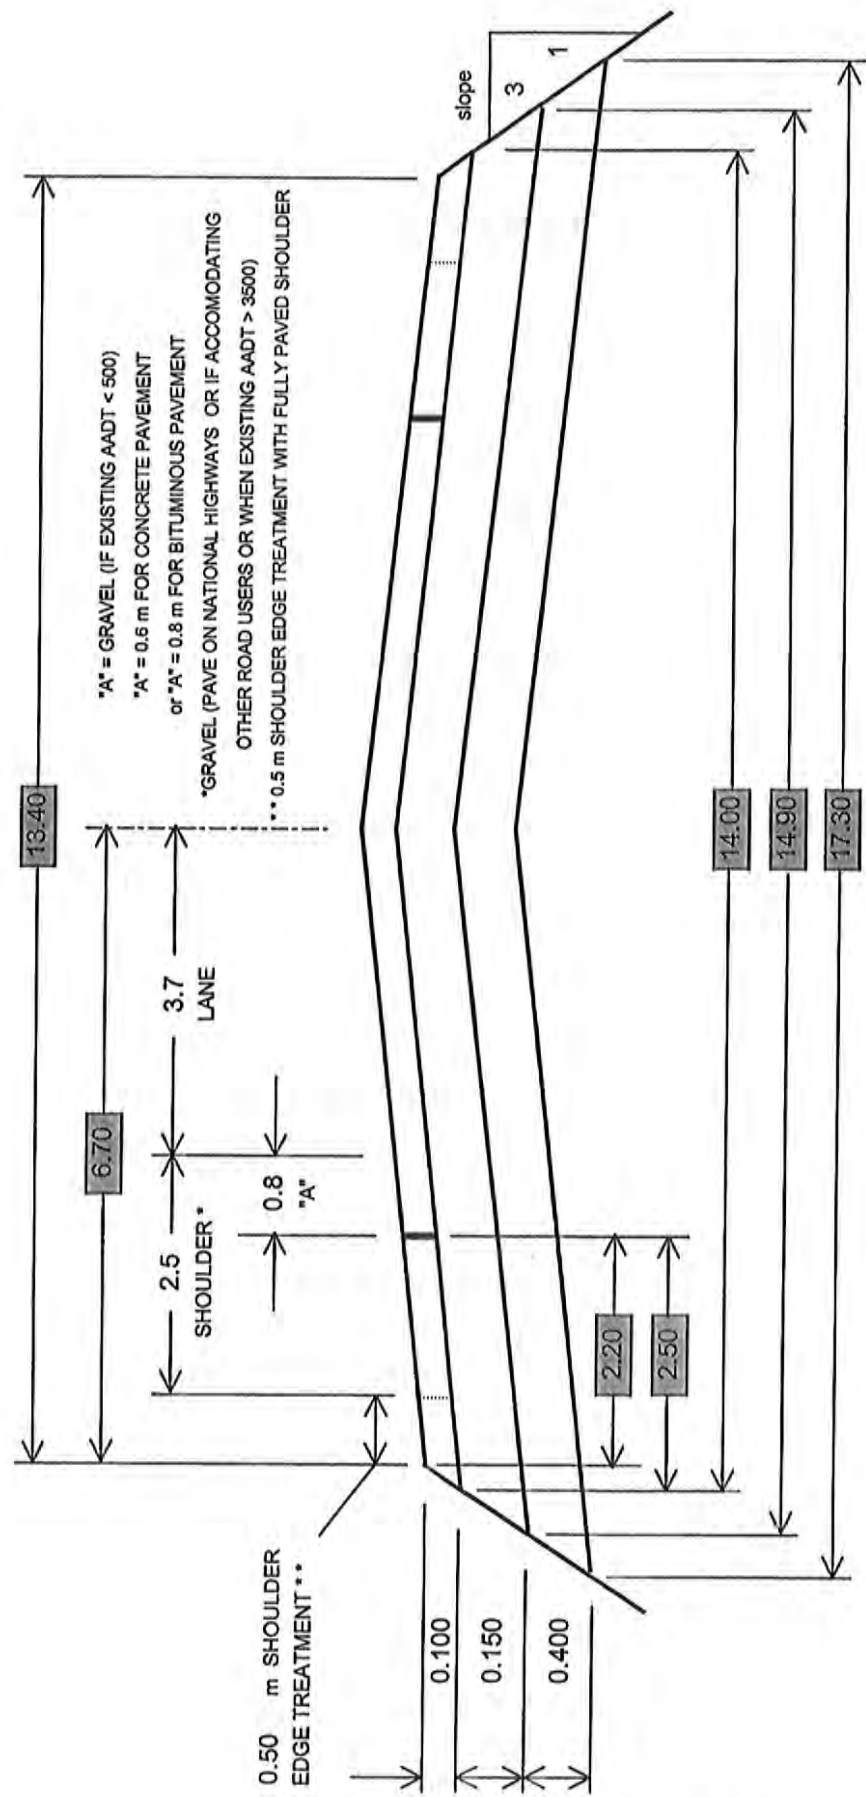 13.40
6.70
3.7
LANE
2.5
SHOULDER *
0.8
"A"
"A" = GRAVEL (IF EXISTING AADT < 500)
"A" = 0.6 m FOR CONCRETE PAVEMENT
or "A" = 0.8 m FOR BITUMINOUS PAVEMENT
*GRAVEL (PAVE ON NATIONAL HIGHWAYS OR IF ACCOMODATING
OTHER ROAD USERS OR WHEN EXISTING AADT > 3500)
* * 0.5 m SHOULDER EDGE TREATMENT WITH FULLY PAVED SHOULDER
0.50 m SHOULDER
EDGE TREATMENT * *
slope
3
1
0.100
0.150
0.400
2.20
2.50
14.00
14.90
17.30